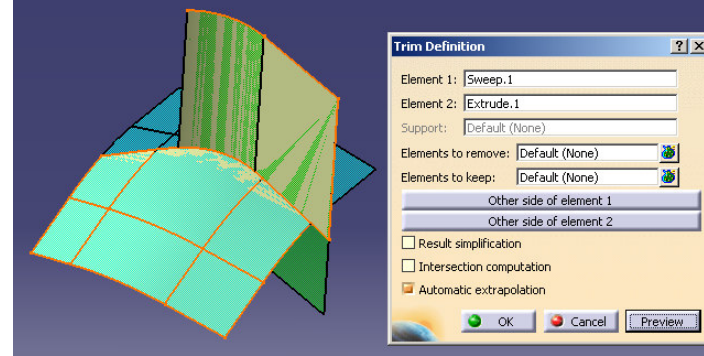 Trim Definition ? X
Element 1: Sweep.1
Element 2: Extrude.1
Support: Default (None)
Elements to remove: Default (None)
Elements to keep: Default (None)
Other side of element 1
Other side of element 2
Result simplification
Intersection computation
Automatic extrapolation
OK Cancel Preview